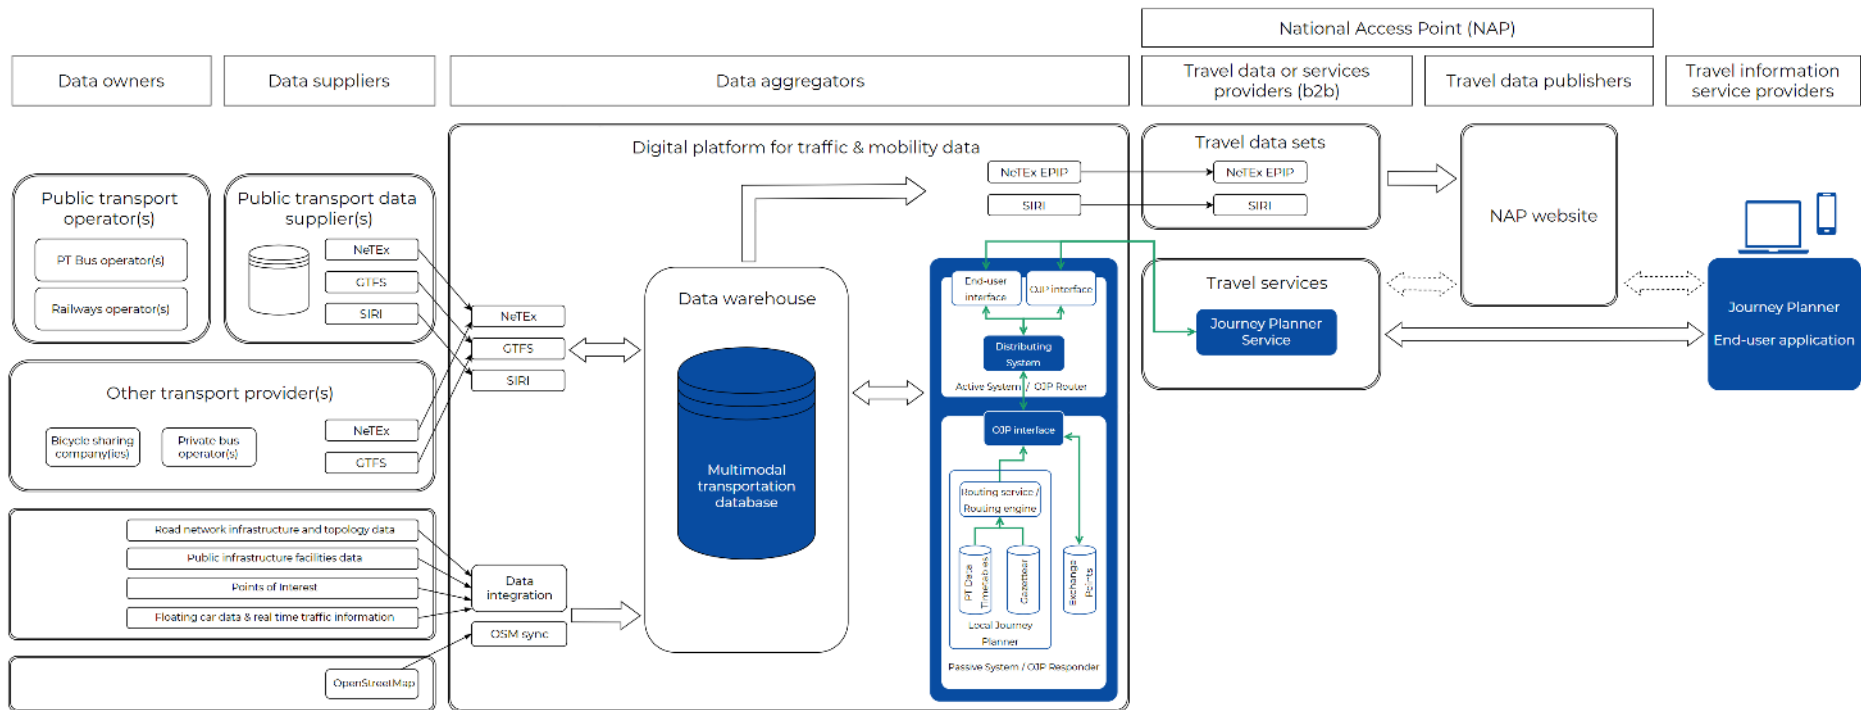 National Access Point (NAP)
Data owners
Data suppliers
Data aggregators
Travel data or services
providers (b2b)
Travel data publishers
Travel information
service providers
Public transport
operator(s)
PT Bus operator(s)
Railways operator(s)
Public transport data
supplier(s)
NeTEx
GTFS
SIRI
Other transport provider(s)
Bicycle sharing
company(ies)
Private bus
operator(s)
NeTEx
GTFS
Road network infrastructure and topology data
Public infrastructure facilities data
Points of Interest
Floating car data & real time traffic information
OpenStreetMap
Digital platform for traffic & mobility data
NeTEx
GTFS
SIRI
Data
integration
OSM sync
Data warehouse
Multimodal
transportation
database
NeTEx EPIP
SIRI
End-user
interface
OJP interface
Distributing
System
Active System / OJP Router
OJP interface
Routing service /
Routing engine
PT Data
Timetables
Gazetteer
Exchange
Points
Local Journey
Planner
Passive System / OJP Responder
Travel data sets
NeTEx EPIP
SIRI
Travel services
Journey Planner
Service
NAP website
Journey Planner
End-user application